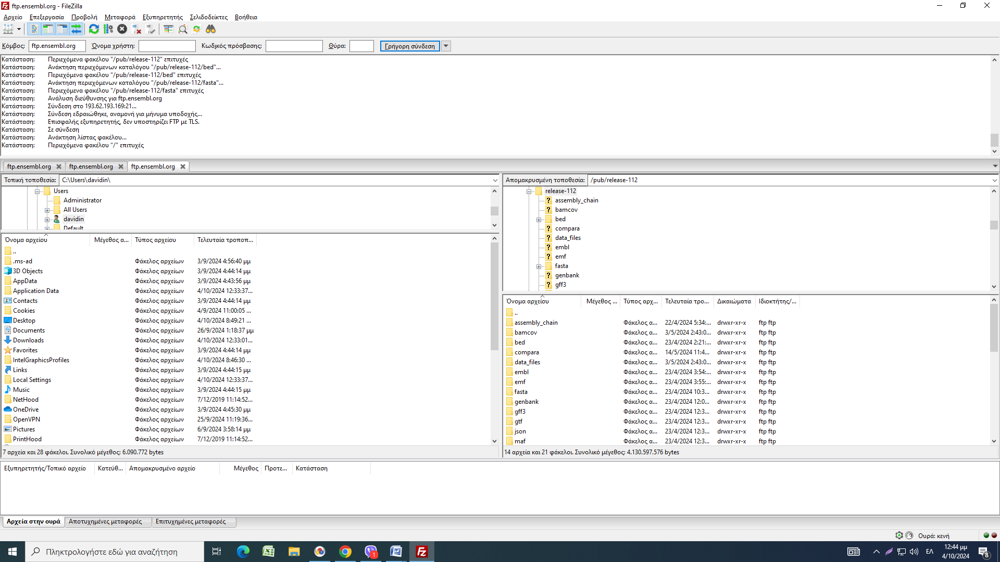 ftp.ensembl.org - FileZilla
Αρχείο Επεξεργασία Προβολή Μεταφορά Εξυπηρετητής Σελιδοδείκτες Βοήθεια
Κόμβος: ftp.ensembl.org Όνομα χρήστη: Κωδικός πρόσβασης: Θύρα: Γρήγορη σύνδεση
Κατάσταση: Περιεχόμενα φακέλου "/pub/release-112" επιτυχές
Κατάσταση: Ανάκτηση περιεχόμενων καταλόγου "/pub/release-112/bed"...
Κατάσταση: Περιεχόμενα φακέλου "/pub/release-112/bed" επιτυχές
Κατάσταση: Ανάκτηση περιεχόμενων καταλόγου "/pub/release-112/fasta"...
Κατάσταση: Περιεχόμενα φακέλου "/pub/release-112/fasta" επιτυχές
Κατάσταση: Ανάλυση διεύθυνσης για ftp.ensembl.org
Κατάσταση: Σύνδεση στο 193.62.193.169:21...
Κατάσταση: Σύνδεση εδραιώθηκε, αναμονή για μήνυμα υποδοχής...
Κατάσταση: Επισφαλής εξυπηρετητής, δεν υποστηρίζει FTP με TLS.
Κατάσταση: Σε σύνδεση
Κατάσταση: Ανάκτηση λίστας φακέλου...
Κατάσταση: Περιεχόμενα φακέλου "/" επιτυχές
ftp.ensembl.org ftp.ensembl.org ftp.ensembl.org
Τοπική τοποθεσία: C:\Users\davidin\
Users
Administrator
All Users
davidin
Default
Όνομα αρχείου Μέγεθος α... Τύπος αρχείου Τελευταία τροποπ...
..
.ms-ad Φάκελος αρχείων 3/9/2024 4:56:40 μμ
3D Objects Φάκελος αρχείων 3/9/2024 4:44:14 μμ
AppData Φάκελος αρχείων 3/9/2024 4:43:56 μμ
Application Data Φάκελος αρχείων 4/10/2024 12:33:37...
Contacts Φάκελος αρχείων 3/9/2024 4:44:14 μμ
Cookies Φάκελος αρχείων 4/9/2024 11:00:05 ...
Desktop Φάκελος αρχείων 4/10/2024 8:49:21 ...
Documents Φάκελος αρχείων 26/9/2024 1:18:37 μμ
Downloads Φάκελος αρχείων 4/10/2024 12:33:01...
Favorites Φάκελος αρχείων 3/9/2024 4:44:14 μμ
IntelGraphicsProfiles Φάκελος αρχείων 4/10/2024 8:46:30 ...
Links Φάκελος αρχείων 3/9/2024 4:44:15 μμ
Local Settings Φάκελος αρχείων 4/10/2024 12:33:37...
Music Φάκελος αρχείων 3/9/2024 4:44:15 μμ
NetHood Φάκελος αρχείων 7/12/2019 11:14:52...
OneDrive Φάκελος αρχείων 3/9/2024 4:45:30 μμ
OpenVPN Φάκελος αρχείων 25/9/2024 11:19:36...
Pictures Φάκελος αρχείων 6/9/2024 3:58:14 μμ
PrintHood Φάκελος αρχείων 7/12/2019 11:14:52...
7 αρχεία και 28 φάκελοι. Συνολικό μέγεθος: 6.090.772 bytes
Απομακρυσμένη τοποθεσία: /pub/release-112
release-112
assembly_chain
bamcov
bed
compara
data_files
embl
emf
fasta
genbank
gff3
Όνομα αρχείου Μέγεθος ... Τύπος αρχ... Τελευταία τρο... Δικαιώματα Ιδιοκτήτης/...
..
assembly_chain Φάκελος α... 22/4/2024 5:34:... drwxr-xr-x ftp ftp
bamcov Φάκελος α... 3/5/2024 2:43:0... drwxr-xr-x ftp ftp
bed Φάκελος α... 23/4/2024 2:21:... drwxr-xr-x ftp ftp
compara Φάκελος α... 14/5/2024 11:4... drwxr-xr-x ftp ftp
data_files Φάκελος α... 3/5/2024 2:43:0... drwxr-xr-x ftp ftp
embl Φάκελος α... 23/4/2024 3:54:... drwxr-xr-x ftp ftp
emf Φάκελος α... 23/4/2024 3:55:... drwxr-xr-x ftp ftp
fasta Φάκελος α... 23/4/2024 10:3... drwxr-xr-x ftp ftp
genbank Φάκελος α... 23/4/2024 12:0... drwxr-xr-x ftp ftp
gff3 Φάκελος α... 23/4/2024 12:3... drwxr-xr-x ftp ftp
gtf Φάκελος α... 23/4/2024 12:3... drwxr-xr-x ftp ftp
json Φάκελος α... 23/4/2024 12:3... drwxr-xr-x ftp ftp
maf Φάκελος α... 23/4/2024 12:3... drwxr-xr-x ftp ftp
14 αρχεία και 21 φάκελοι. Συνολικό μέγεθος: 4.130.597.576 bytes
Εξυπηρετητής/Τοπικό αρχείο Κατεύθ... Απομακρυσμένο αρχείο Μέγεθος Προτε... Κατάσταση
Αρχεία στην ουρά Αποτυχημένες μεταφορές Επιτυχημένες μεταφορές
Ουρά: κενή
Πληκτρολογήστε εδώ για αναζήτηση
1
ΕΛ
12:44 μμ
4/10/2024
8